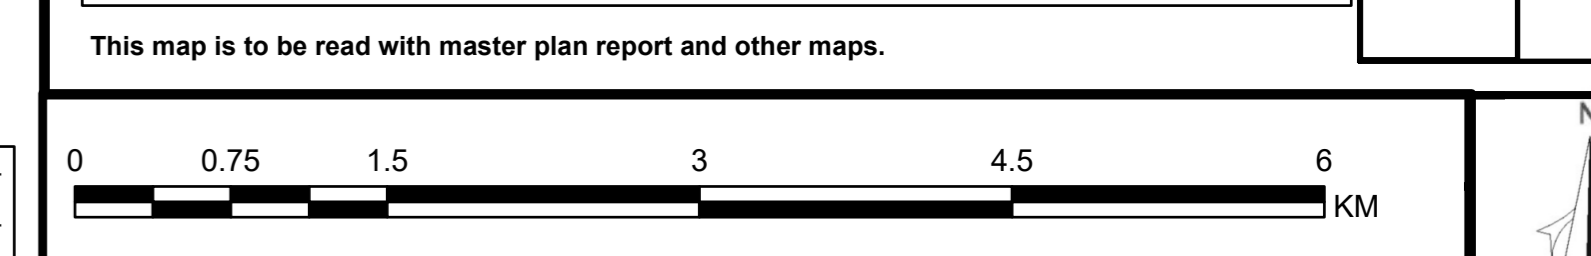 This map is to be read with master plan report and other maps.
N
0 0.75 1.5 3 4.5 6
KM